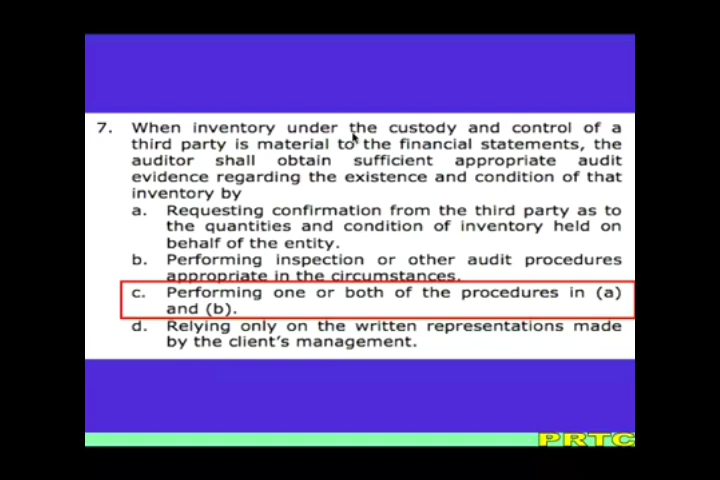 7. When inventory under the custody and control of a
third party is material to the financial statements, the
auditor shall obtain sufficient appropriate audit
evidence regarding the existence and condition of that
inventory by
a. Requesting confirmation from the third party as to
the quantities and condition of inventory held on
behalf of the entity.
b. Performing inspection or other audit procedures
appropriate in the circumstances.
c. Performing one or both of the procedures in (a)
and (b).
d. Relying only on the written representations made
by the client's management.
PRTC